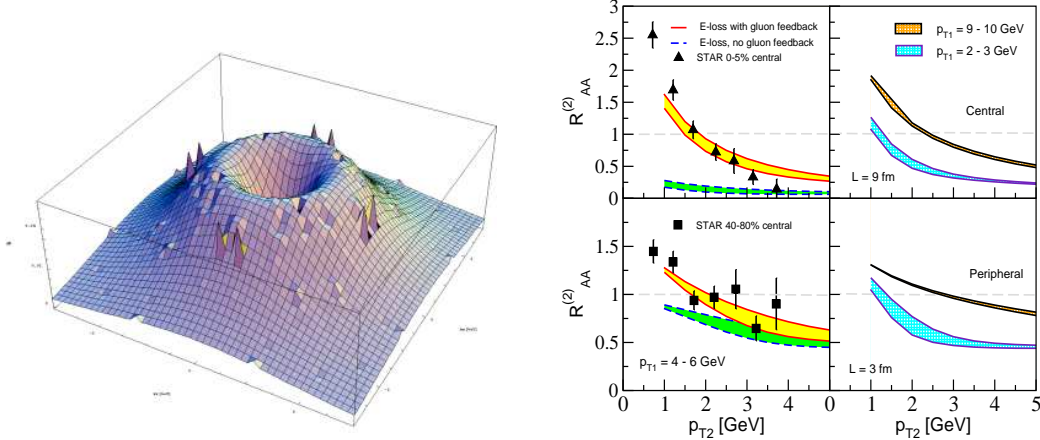 3
2.5
2
1.5
1
0.5
0
R(2)AA
E-loss with gluon feedback
E-loss, no gluon feedback
STAR 0-5% central
pT1 = 9 - 10 GeV
pT1 = 2 - 3 GeV
Central
L = 9 fm
1.5
1
0.5
0
R(2)AA
STAR 40-80% central
pT1 = 4 - 6 GeV
Peripheral
L = 3 fm
0 1 2 3 4 0 1 2 3 4 5
pT2 [GeV]
pT2 [GeV]